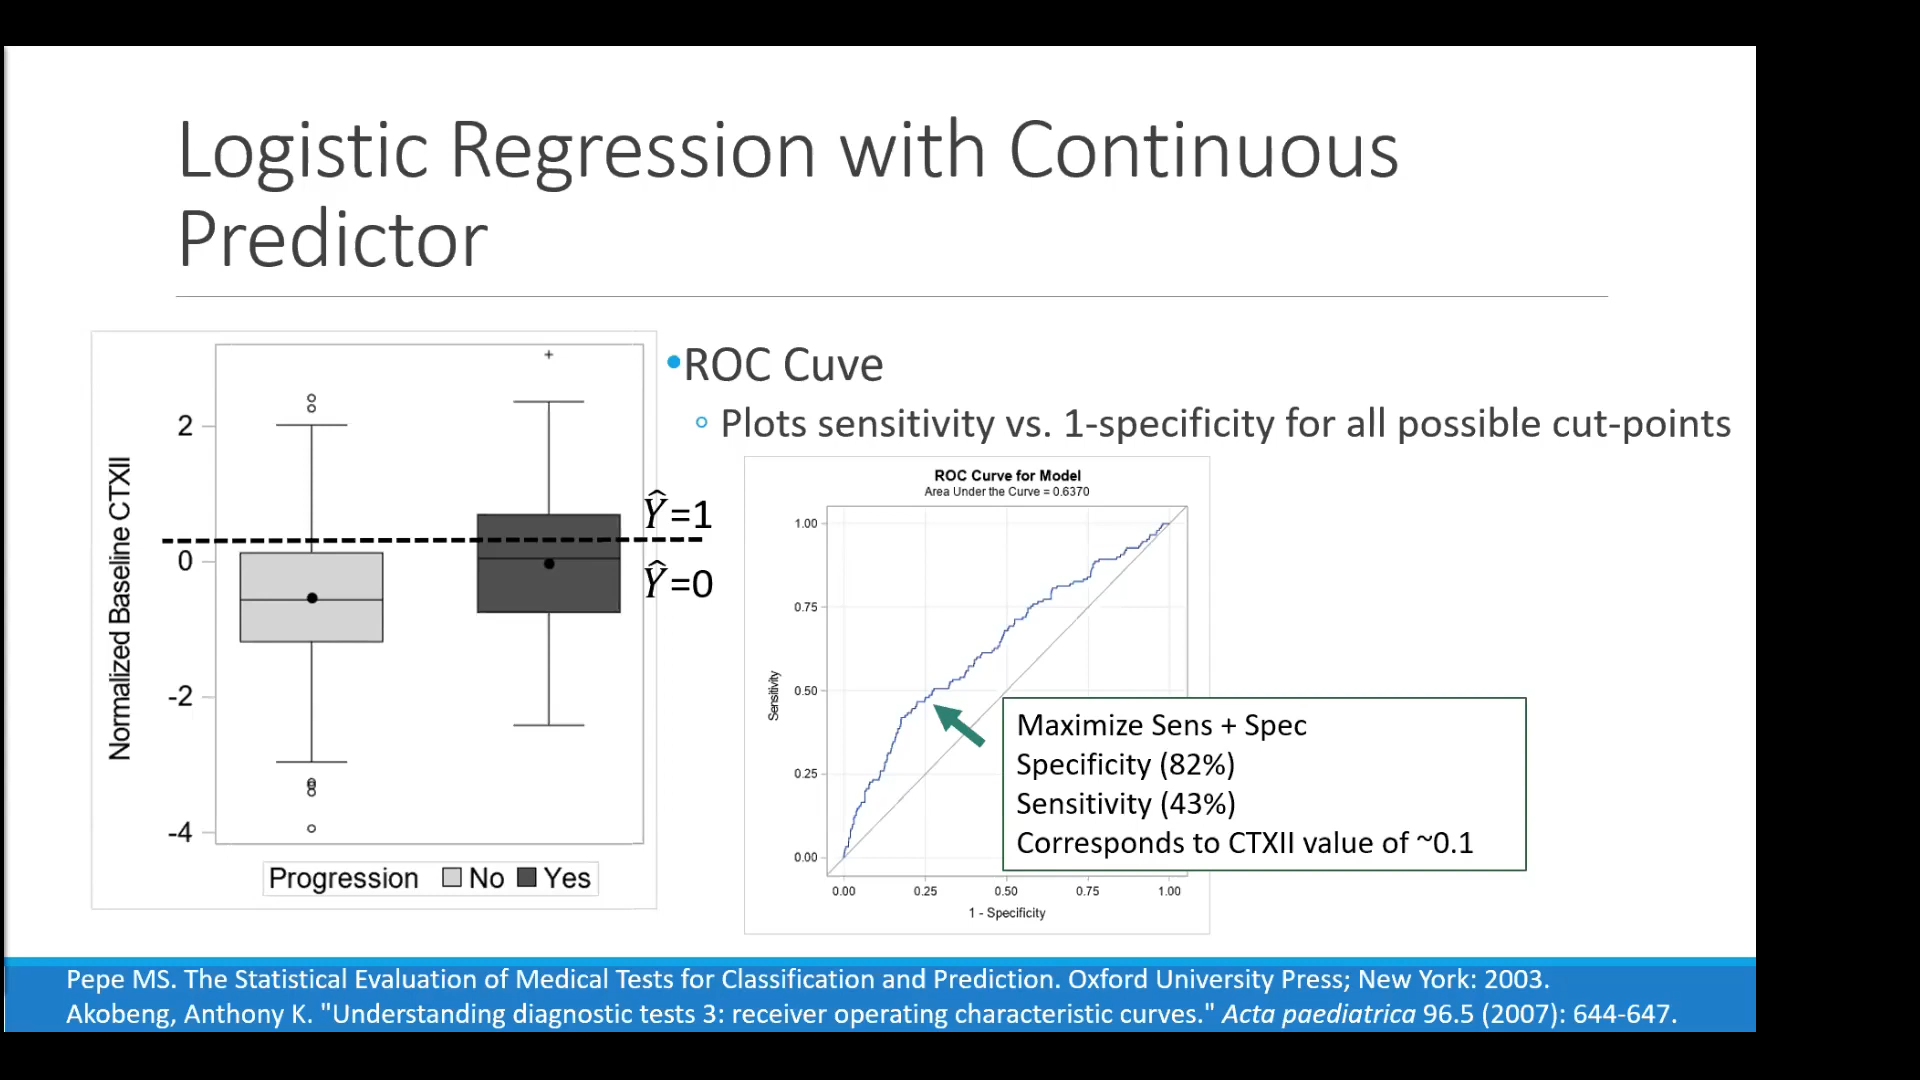 Logistic Regression with Continuous
Predictor
Normalized Baseline CTXII
2
0
-2
-4
Ŷ=1
Ŷ=0
Progression No Yes
•ROC Cuve
◦ Plots sensitivity vs. 1-specificity for all possible cut-points
ROC Curve for Model
Area Under the Curve = 0.6370
Sensitivity
1.00
0.75
0.50
0.25
0.00
0.00 0.25 0.50 0.75 1.00
1 - Specificity
Maximize Sens + Spec
Specificity (82%)
Sensitivity (43%)
Corresponds to CTXII value of ~0.1
Pepe MS. The Statistical Evaluation of Medical Tests for Classification and Prediction. Oxford University Press; New York: 2003.
Akobeng, Anthony K. "Understanding diagnostic tests 3: receiver operating characteristic curves." Acta paediatrica 96.5 (2007): 644-647.